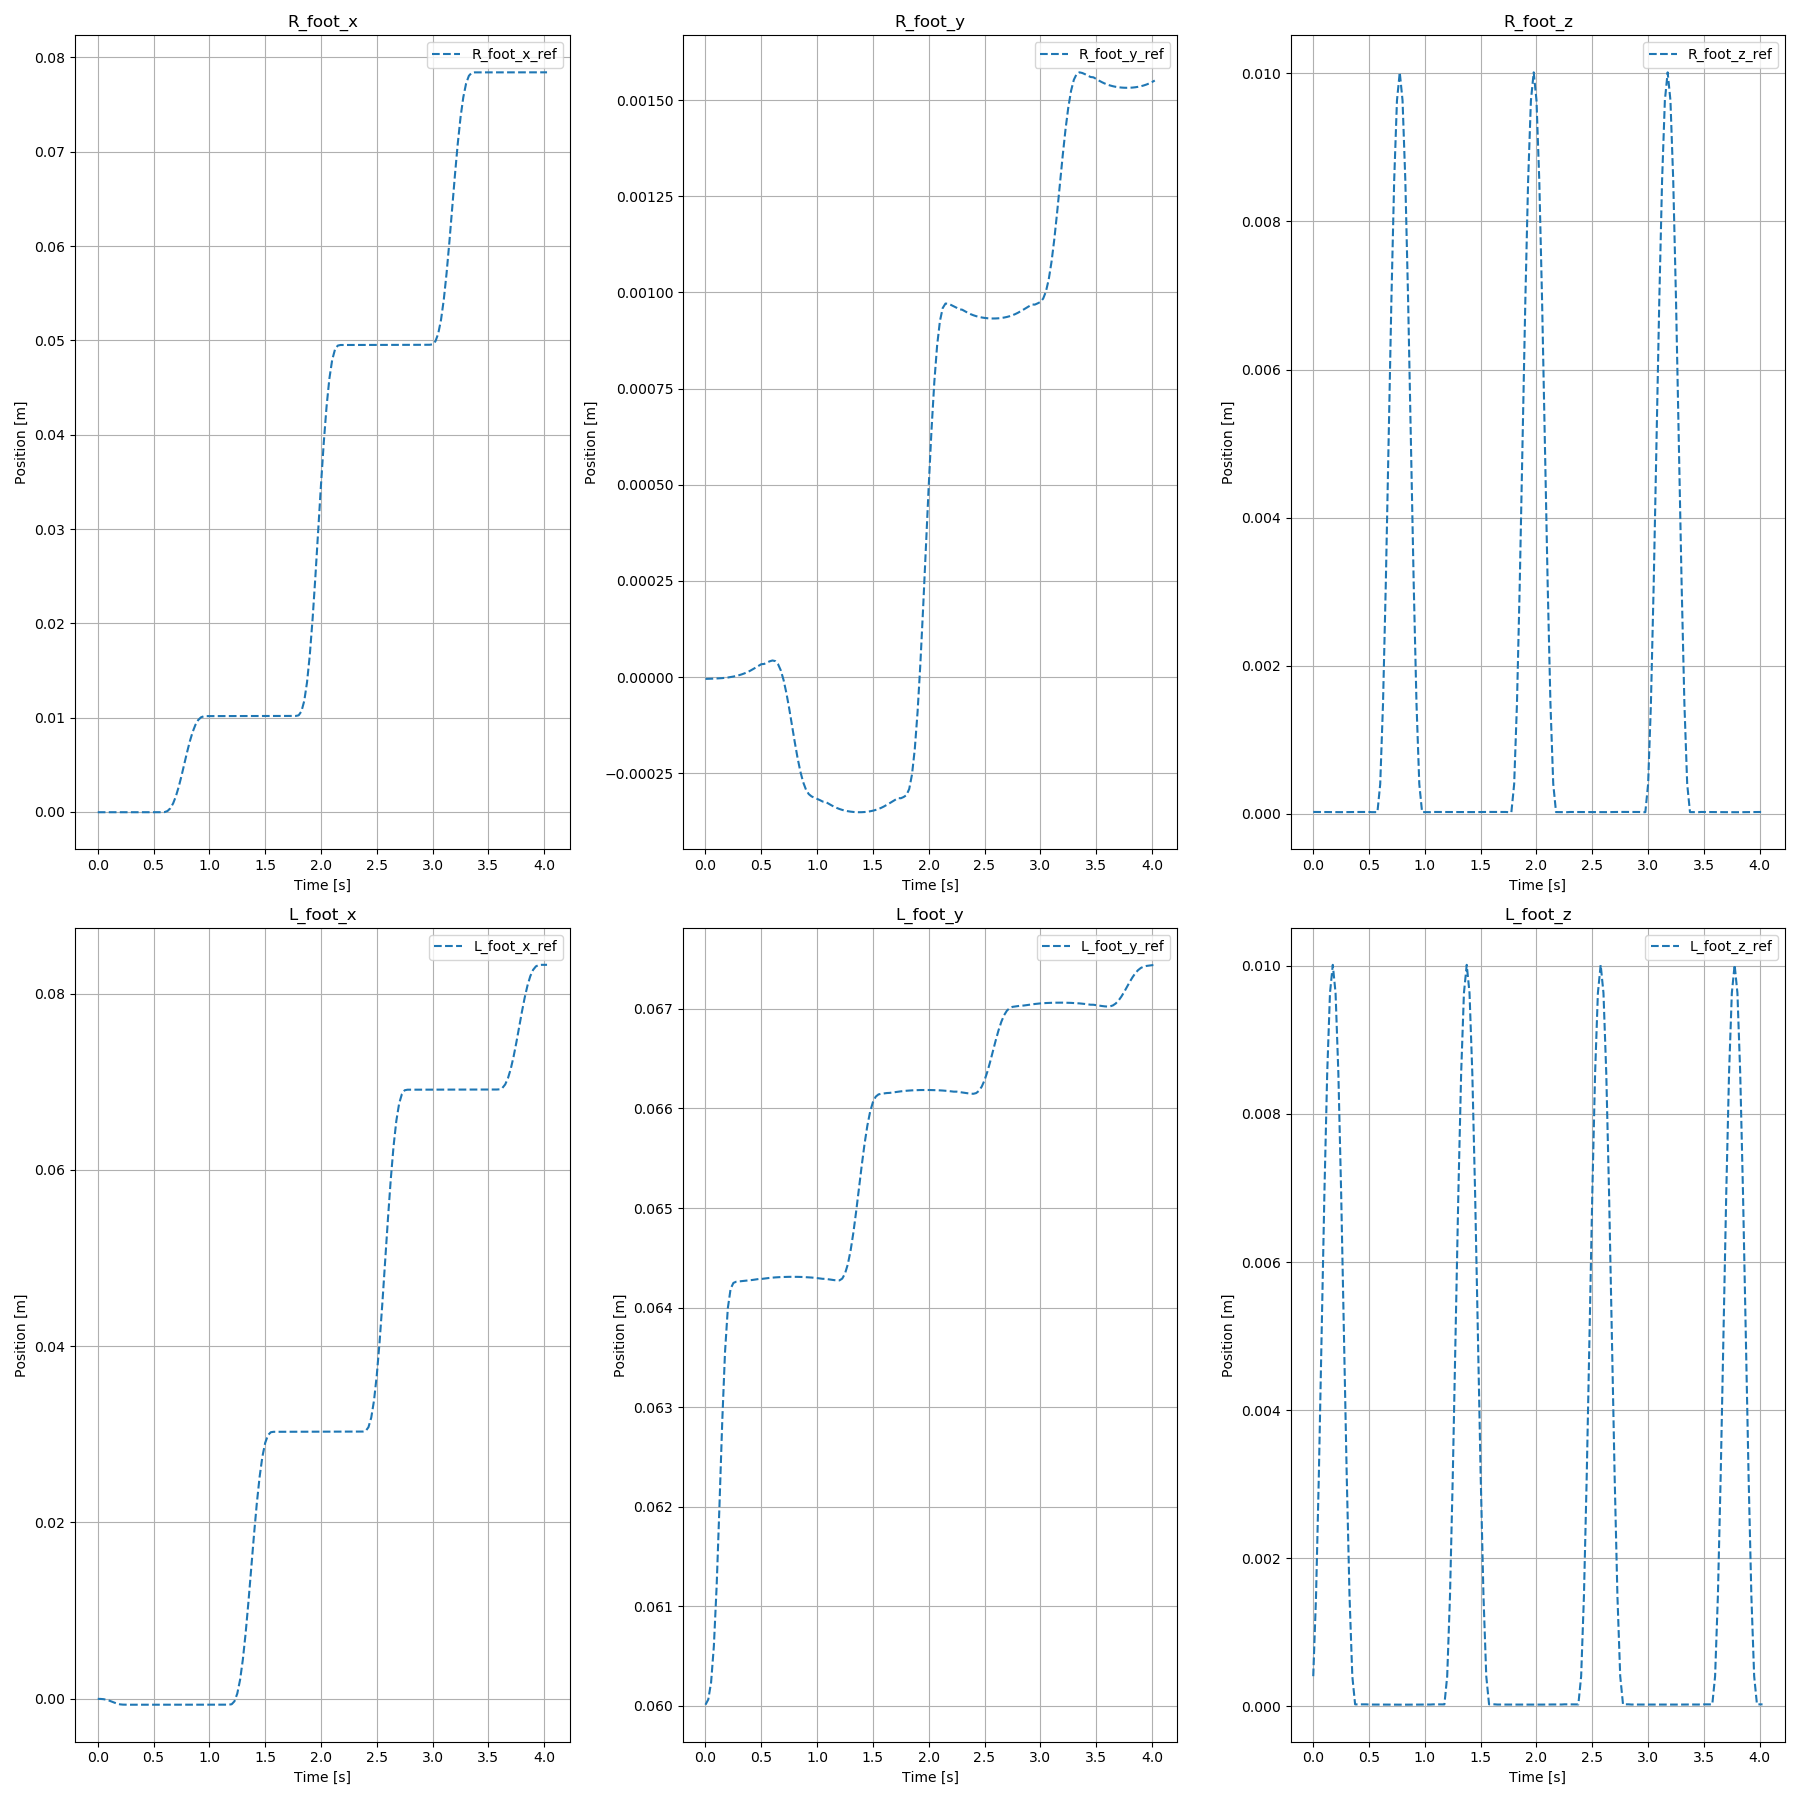 R_foot_x
R_foot_x_ref
0.08
0.07
0.06
0.05
0.04
0.03
0.02
0.01
0.00
Position [m]
0.0 0.5 1.0 1.5 2.0 2.5 3.0 3.5 4.0
Time [s]
R_foot_y
R_foot_y_ref
0.00150
0.00125
0.00100
0.00075
0.00050
0.00025
0.00000
−0.00025
Position [m]
0.0 0.5 1.0 1.5 2.0 2.5 3.0 3.5 4.0
Time [s]
R_foot_z
R_foot_z_ref
0.010
0.008
0.006
0.004
0.002
0.000
Position [m]
0.0 0.5 1.0 1.5 2.0 2.5 3.0 3.5 4.0
Time [s]
L_foot_x
L_foot_x_ref
0.08
0.06
0.04
0.02
0.00
Position [m]
0.0 0.5 1.0 1.5 2.0 2.5 3.0 3.5 4.0
Time [s]
L_foot_y
L_foot_y_ref
0.067
0.066
0.065
0.064
0.063
0.062
0.061
0.060
Position [m]
0.0 0.5 1.0 1.5 2.0 2.5 3.0 3.5 4.0
Time [s]
L_foot_z
L_foot_z_ref
0.010
0.008
0.006
0.004
0.002
0.000
Position [m]
0.0 0.5 1.0 1.5 2.0 2.5 3.0 3.5 4.0
Time [s]